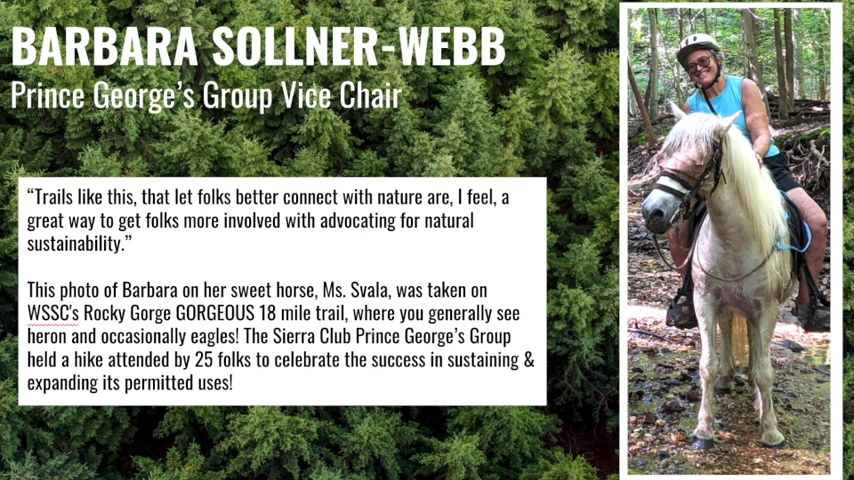 BARBARA SOLLNER-WEBB
Prince George's Group Vice Chair
“Trails like this, that let folks better connect with nature are, I feel, a
great way to get folks more involved with advocating for natural
sustainability.”
This photo of Barbara on her sweet horse, Ms. Svala, was taken on
WSSC's Rocky Gorge GORGEOUS 18 mile trail, where you generally see
heron and occasionally eagles! The Sierra Club Prince George's Group
held a hike attended by 25 folks to celebrate the success in sustaining &
expanding its permitted uses!